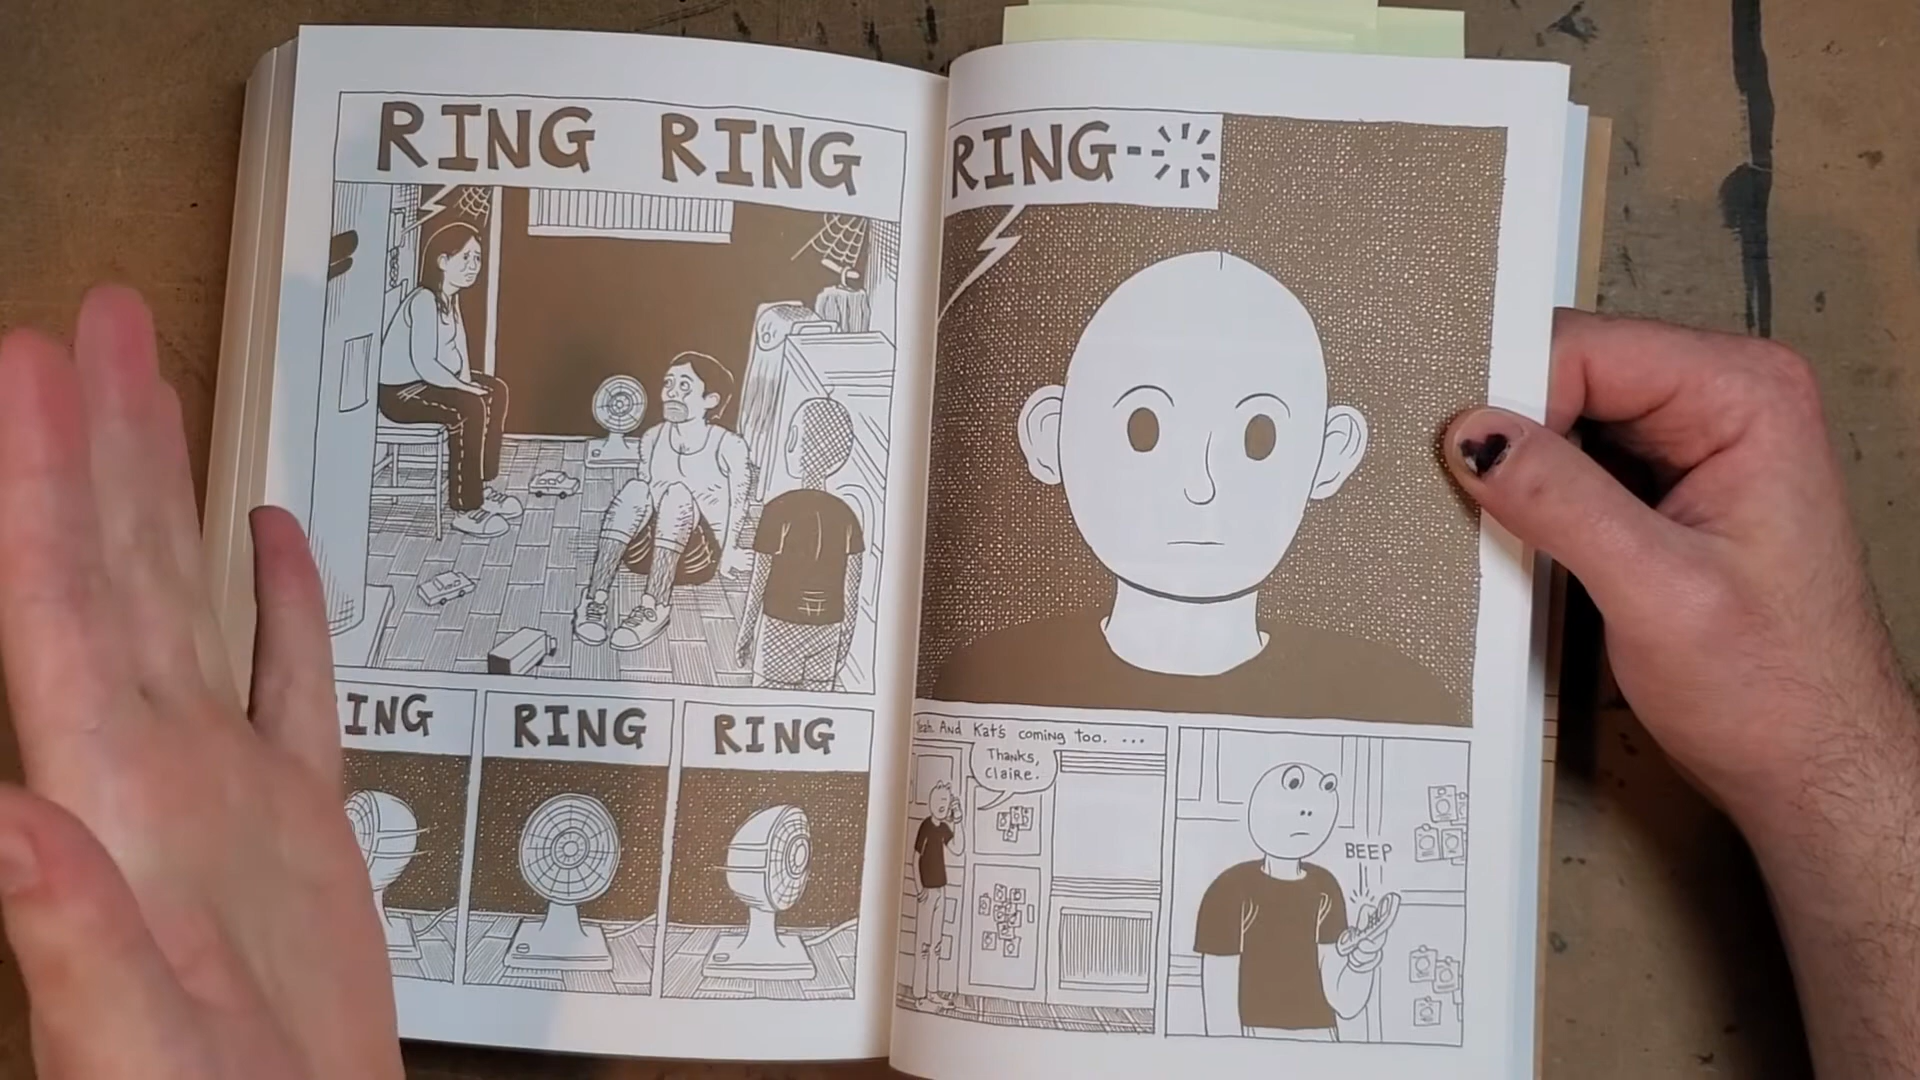 RING RING
ING RING RING
RING
Yeah. And Kat's coming too. ...
Thanks,
Claire.
BEEP